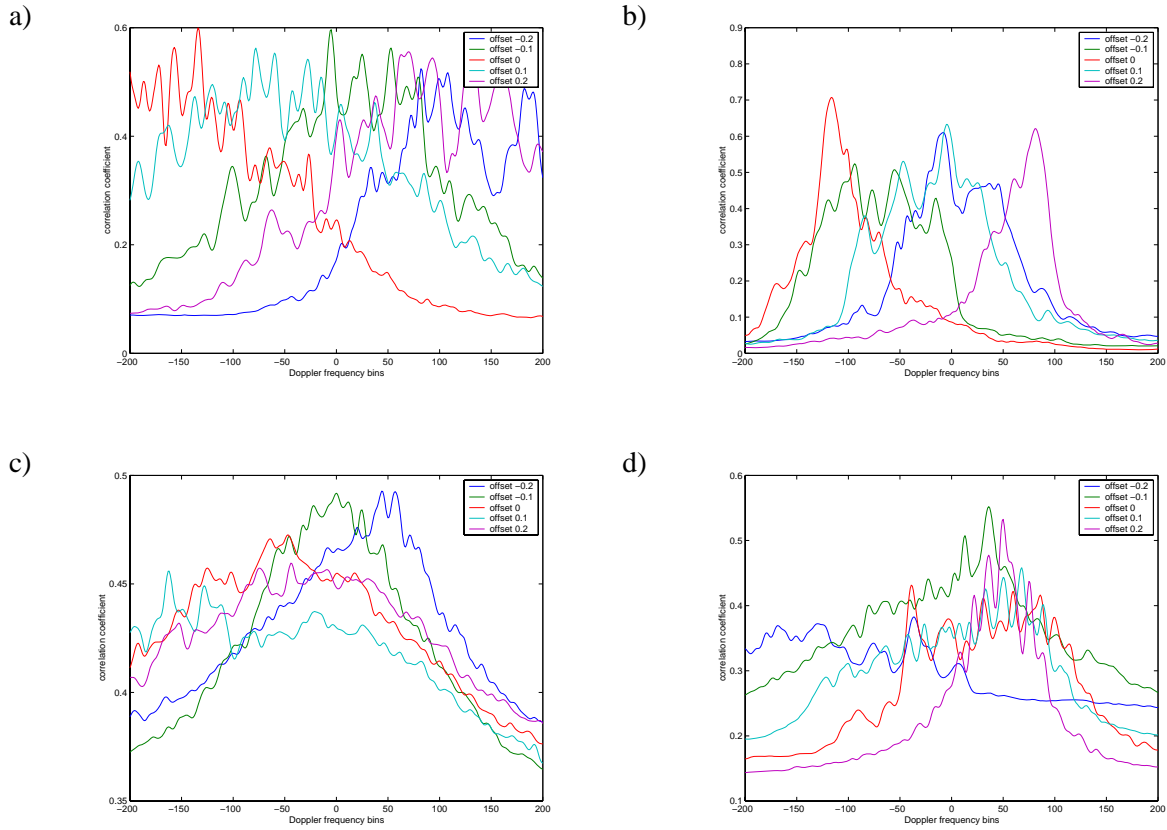 a)
0.6
0.4
0.2
0
correlation coefficient
offset −0.2
offset −0.1
offset 0
offset 0.1
offset 0.2
−200 −150 −100 −50 0 50 100 150 200
Doppler frequency bins
b)
0.9
0.8
0.7
0.6
0.5
0.4
0.3
0.2
0.1
0
correlation coefficient
offset −0.2
offset −0.1
offset 0
offset 0.1
offset 0.2
−200 −150 −100 −50 0 50 100 150 200
Doppler frequency bins
c)
0.5
0.45
0.4
0.35
correlation coefficient
offset −0.2
offset −0.1
offset 0
offset 0.1
offset 0.2
−200 −150 −100 −50 0 50 100 150 200
Doppler frequency bins
d)
0.6
0.5
0.4
0.3
0.2
0.1
correlation coefficient
offset −0.2
offset −0.1
offset 0
offset 0.1
offset 0.2
−200 −150 −100 −50 0 50 100 150 200
Doppler frequency bins